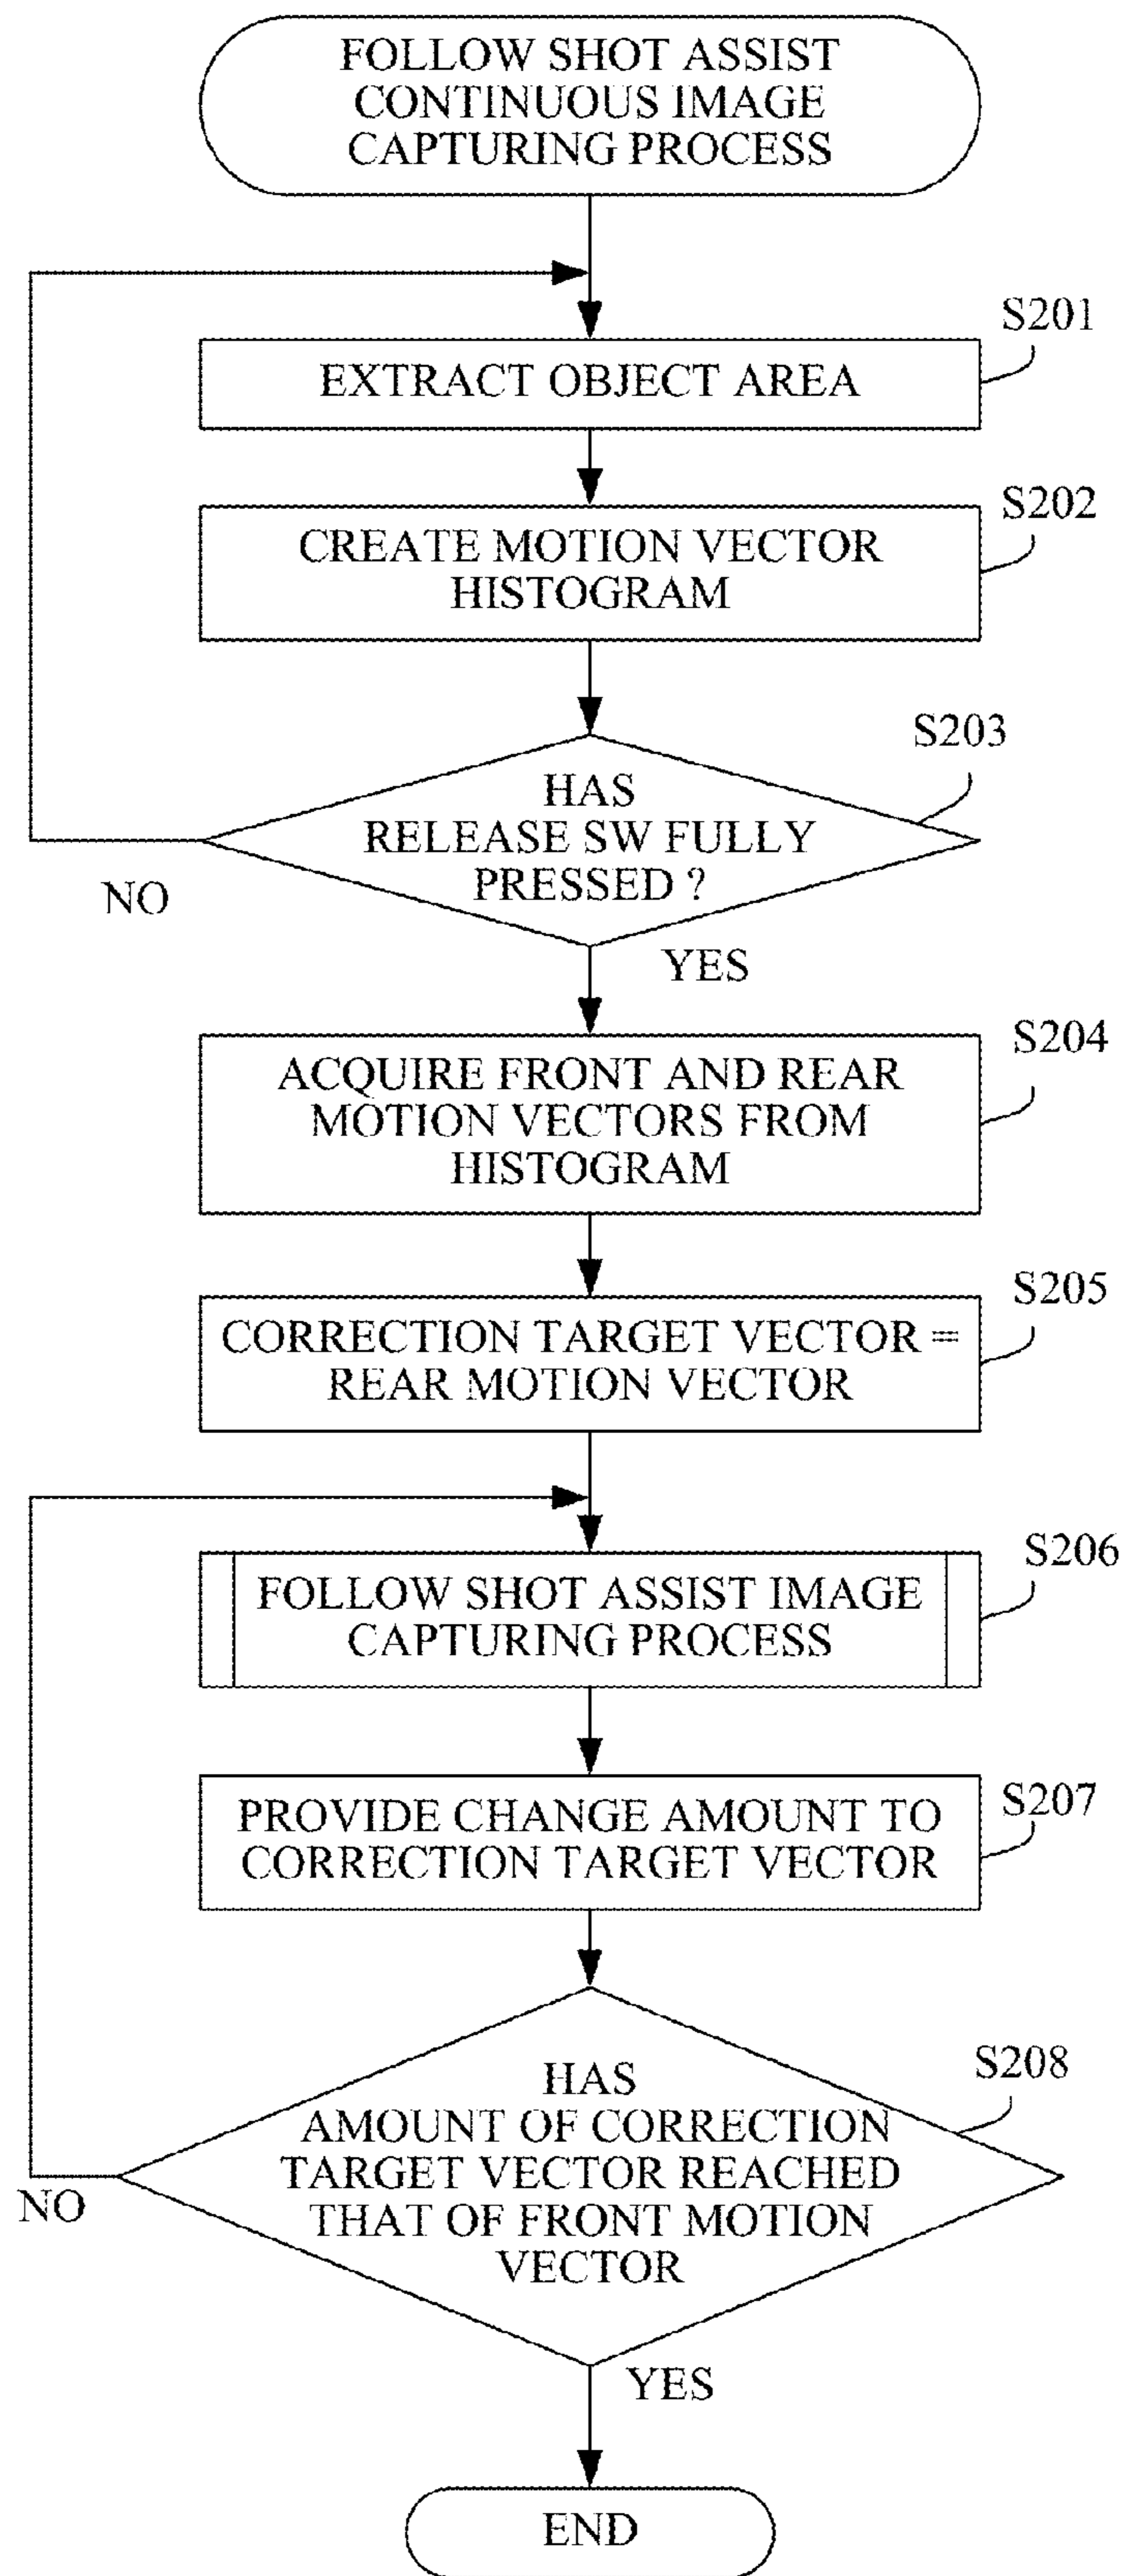 FOLLOW SHOT ASSIST
CONTINUOUS IMAGE
CAPTURING PROCESS
S201
EXTRACT OBJECT AREA
S202
CREATE MOTION VECTOR
HISTOGRAM
S203
HAS
RELEASE SW FULLY
PRESSED ?
NO
YES
S204
ACQUIRE FRONT AND REAR
MOTION VECTORS FROM
HISTOGRAM
S205
CORRECTION TARGET VECTOR =
REAR MOTION VECTOR
S206
FOLLOW SHOT ASSIST IMAGE
CAPTURING PROCESS
S207
PROVIDE CHANGE AMOUNT TO
CORRECTION TARGET VECTOR
S208
HAS
AMOUNT OF CORRECTION
TARGET VECTOR REACHED
THAT OF FRONT MOTION
VECTOR
NO
YES
END